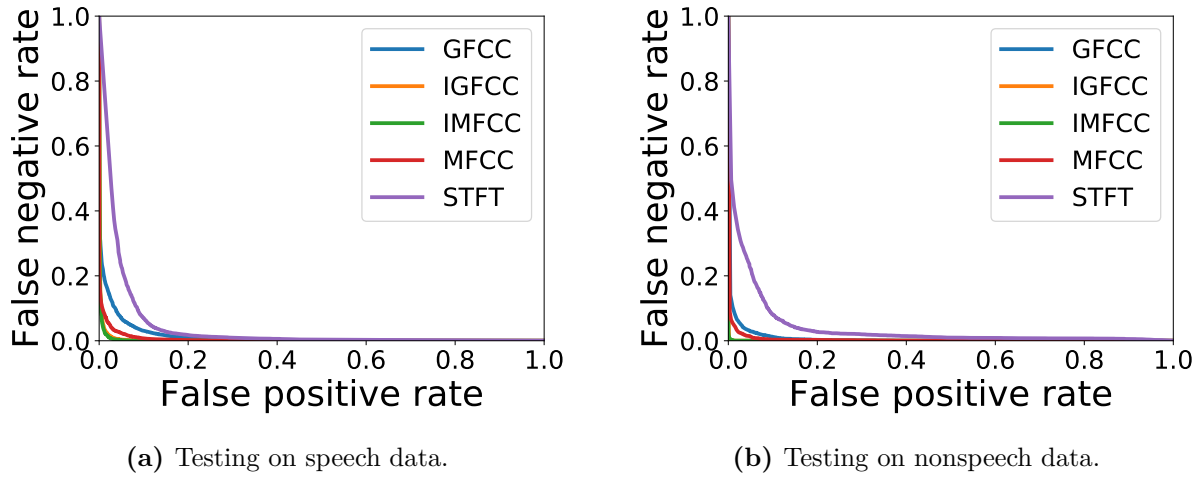 1.0
0.8
0.6
0.4
0.2
0.0
False negative rate
0.0 0.2 0.4 0.6 0.8 1.0
False positive rate
GFCC
IGFCC
IMFCC
MFCC
STFT
(a) Testing on speech data.
1.0
0.8
0.6
0.4
0.2
0.0
False negative rate
0.0 0.2 0.4 0.6 0.8 1.0
False positive rate
GFCC
IGFCC
IMFCC
MFCC
STFT
(b) Testing on nonspeech data.